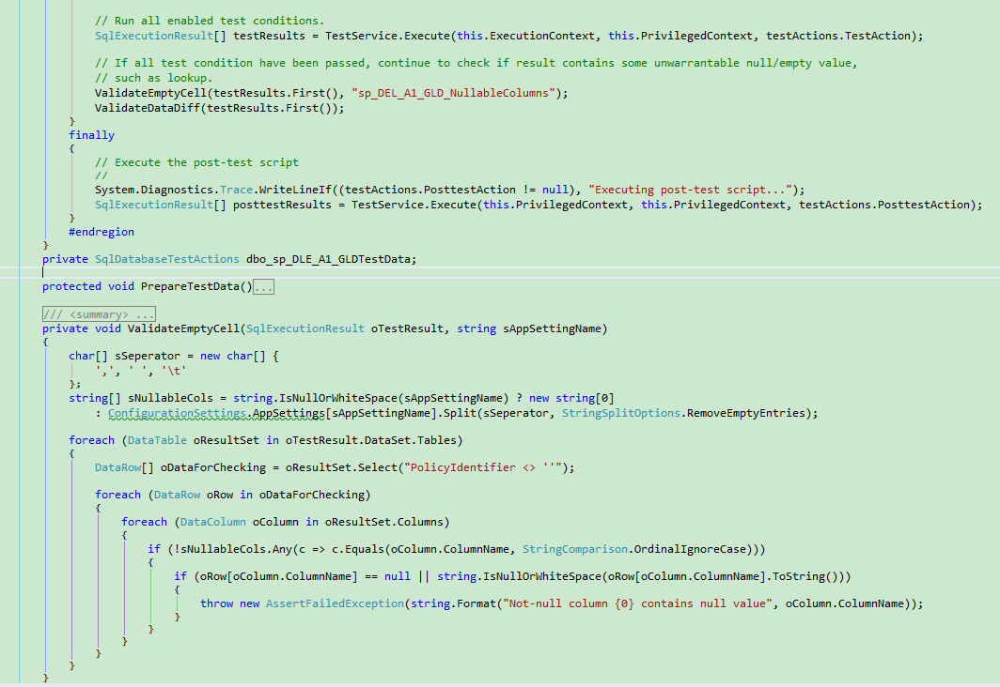 // Run all enabled test conditions.
SqlExecutionResult[] testResults = TestService.Execute(this.ExecutionContext, this.PrivilegedContext, testActions.TestAction);
// If all test condition have been passed, continue to check if result contains some unwarrantable null/empty value,
// such as lookup.
ValidateEmptyCell(testResults.First(), "sp_DEL_A1_GLD_NullableColumns");
ValidateDataDiff(testResults.First());
}
finally
{
// Execute the post-test script
//
System.Diagnostics.Trace.WriteLineIf((testActions.PosttestAction != null), "Executing post-test script...");
SqlExecutionResult[] posttestResults = TestService.Execute(this.PrivilegedContext, this.PrivilegedContext, testActions.PosttestAction);
}
#endregion
}
private SqlDatabaseTestActions dbo_sp_DLE_A1_GLDTestData;
protected void PrepareTestData()...
/// <summary> ...
private void ValidateEmptyCell(SqlExecutionResult oTestResult, string sAppSettingName)
{
char[] sSeperator = new char[] {
',', ' ', '\t'
};
string[] sNullableCols = string.IsNullOrWhiteSpace(sAppSettingName) ? new string[0]
: ConfigurationSettings.AppSettings[sAppSettingName].Split(sSeperator, StringSplitOptions.RemoveEmptyEntries);
foreach (DataTable oResultSet in oTestResult.DataSet.Tables)
{
DataRow[] oDataForChecking = oResultSet.Select("PolicyIdentifier <> ''");
foreach (DataRow oRow in oDataForChecking)
{
foreach (DataColumn oColumn in oResultSet.Columns)
{
if (!sNullableCols.Any(c => c.Equals(oColumn.ColumnName, StringComparison.OrdinalIgnoreCase)))
{
if (oRow[oColumn.ColumnName] == null || string.IsNullOrWhiteSpace(oRow[oColumn.ColumnName].ToString()))
{
throw new AssertFailedException(string.Format("Not-null column {0} contains null value", oColumn.ColumnName));
}
}
}
}
}
}